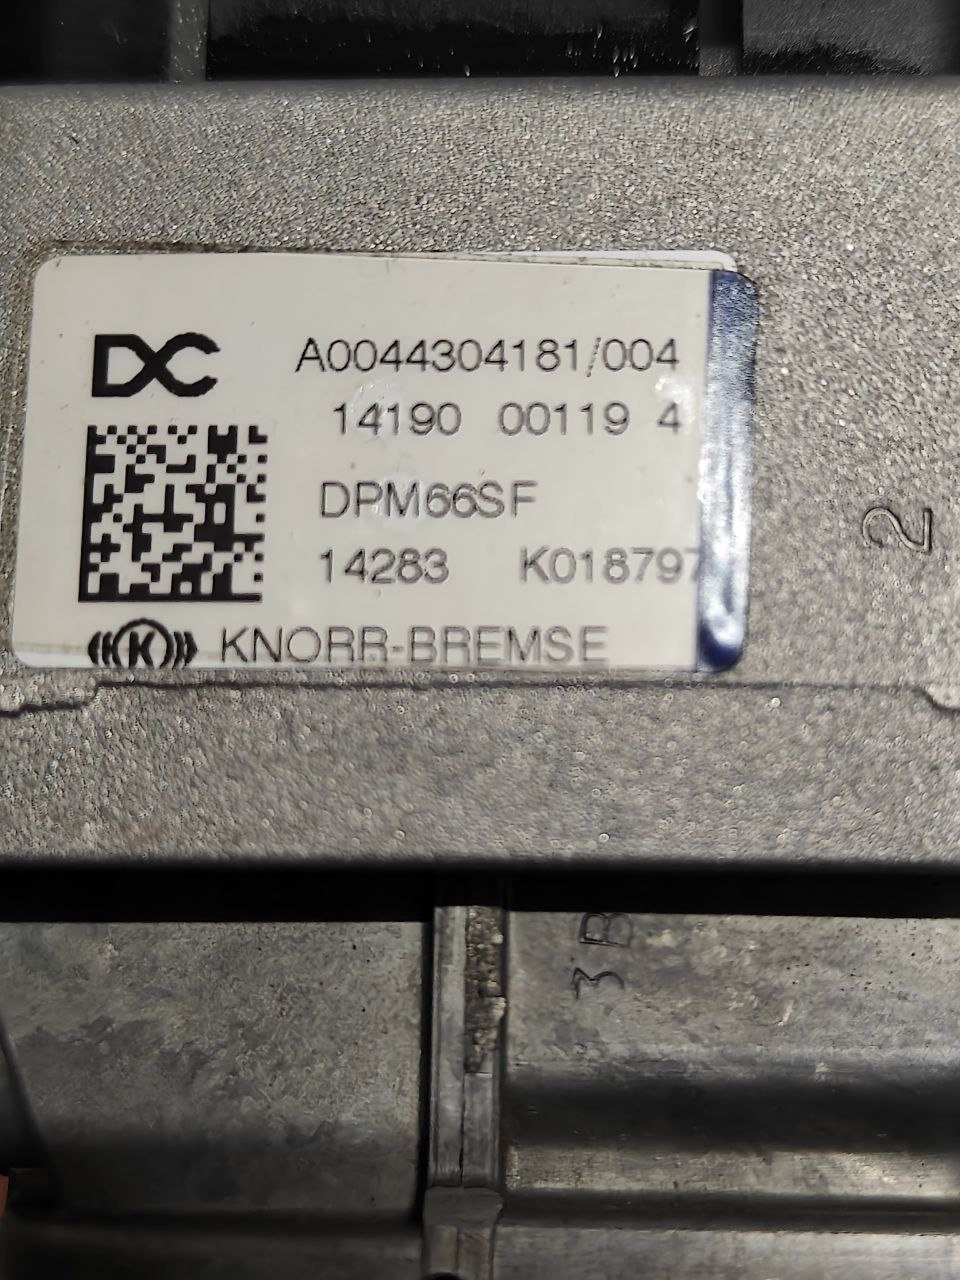 DC
A0044304181/004
14190 00119 4
DPM66SF
14283 K018797
K KNORR-BREMSE
2
3B